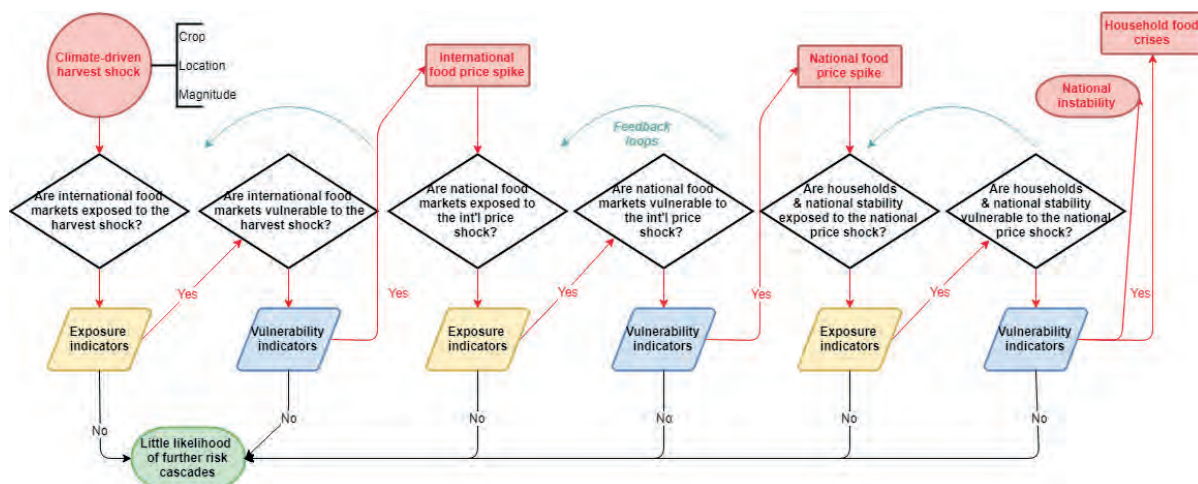 Climate-driven
harvest shock
Crop
Location
Magnitude
International
food price spike
National food
price spike
Household food
crises
National
instability
Feedback
loops
Are international food
markets exposed to the
harvest shock?
Are international food
markets vulnerable to the
harvest shock?
Are national food
markets exposed to
the int'l price
shock?
Are national food
markets vulnerable to
the int'l price
shock?
Are households
& national stability
exposed to the national
price shock?
Are households
& national stability
vulnerable to the national
price shock?
Yes
Yes
Yes
Yes
Yes
Exposure
indicators
Vulnerability
indicators
Exposure
indicators
Vulnerability
indicators
Exposure
indicators
Vulnerability
indicators
No
No
No
No
No
No
Little likelihood
of further risk
cascades